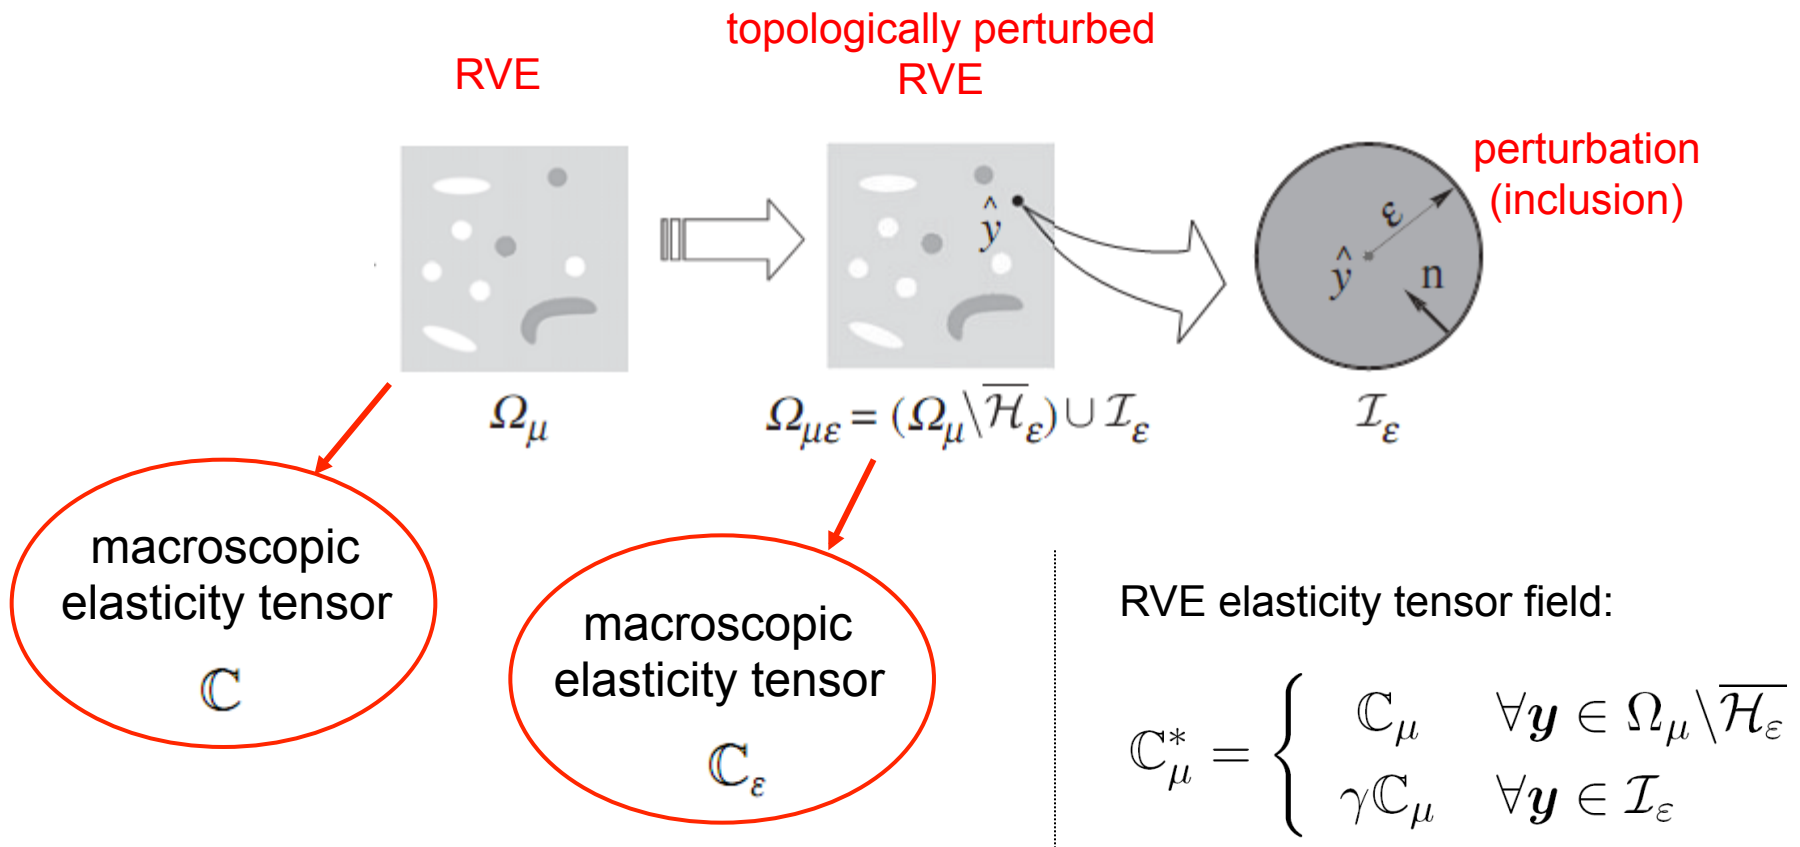 RVE
topologically perturbed
RVE
perturbation
(inclusion)
ŷ
ε
ŷ
n
Ω_μ
Ω_με = (Ω_μ\H̅_ε) ∪ I_ε
I_ε
macroscopic
elasticity tensor
ℂ
macroscopic
elasticity tensor
ℂ_ε
RVE elasticity tensor field:
ℂ*_μ = { ℂ_μ ∀y ∈ Ω_μ\H̅_ε
γℂ_μ ∀y ∈ I_ε